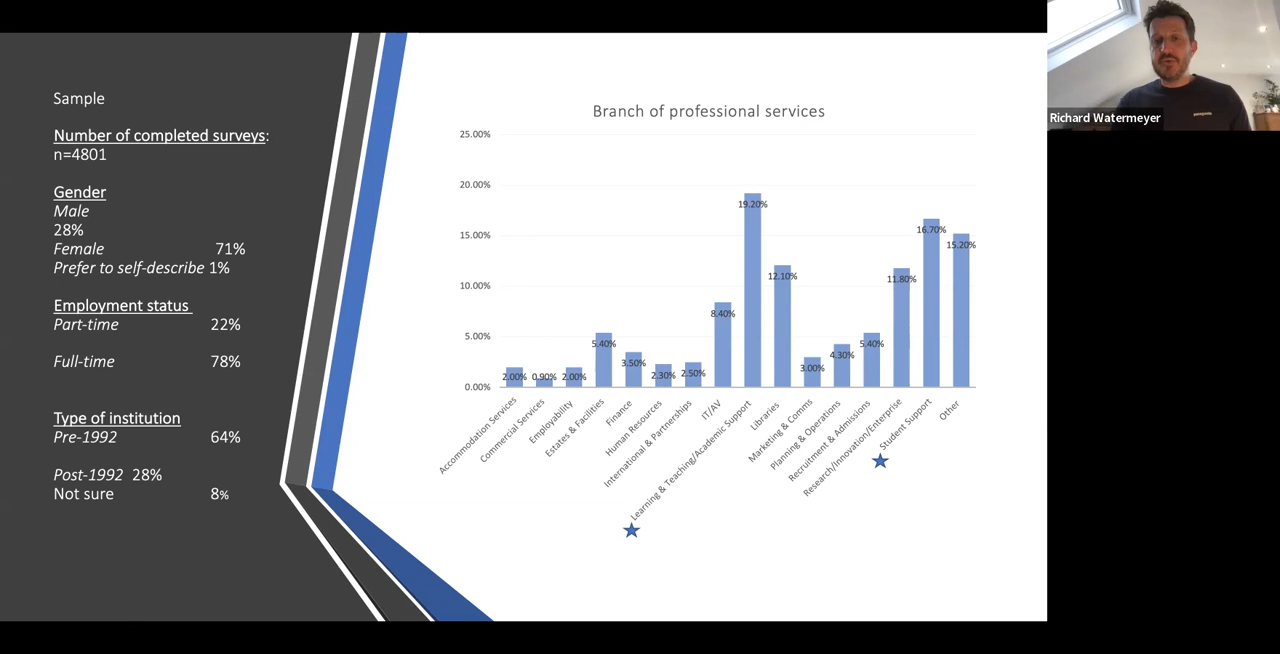 Sample
Number of completed surveys:
n=4801
Gender
Male
28%
Female 71%
Prefer to self-describe 1%
Employment status
Part-time 22%
Full-time 78%
Type of institution
Pre-1992 64%
Post-1992 28%
Not sure 8%
Branch of professional services
25.00%
20.00%
15.00%
10.00%
5.00%
0.00%
2.00%
0.90%
2.00%
5.40%
3.50%
2.30%
2.50%
8.40%
19.20%
12.10%
3.00%
4.30%
5.40%
11.80%
16.70%
15.20%
Accommodation Services
Commercial Services
Employability
Estates & Facilities
Finance
Human Resources
International & Partnerships
IT/AV
Learning & Teaching/Academic Support
Libraries
Marketing & Comms
Planning & Operations
Recruitment & Admissions
Research/Innovation/Enterprise
Student Support
Other
Richard Watermeyer